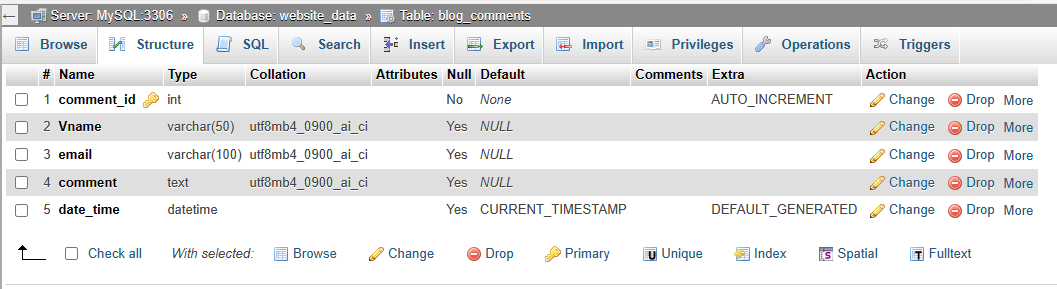 Server: MySQL:3306 » Database: website_data » Table: blog_comments
Browse Structure SQL Search Insert Export Import Privileges Operations Triggers
# Name Type Collation Attributes Null Default Comments Extra Action
1 comment_id int No None AUTO_INCREMENT Change Drop More
2 Vname varchar(50) utf8mb4_0900_ai_ci Yes NULL Change Drop More
3 email varchar(100) utf8mb4_0900_ai_ci Yes NULL Change Drop More
4 comment text utf8mb4_0900_ai_ci Yes NULL Change Drop More
5 date_time datetime Yes CURRENT_TIMESTAMP DEFAULT_GENERATED Change Drop More
Check all With selected: Browse Change Drop Primary Unique Index Spatial Fulltext